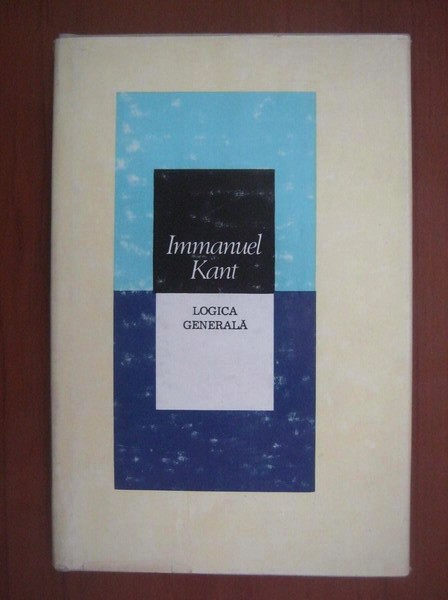 Immanuel
Kant
LOGICA
GENERALĂ